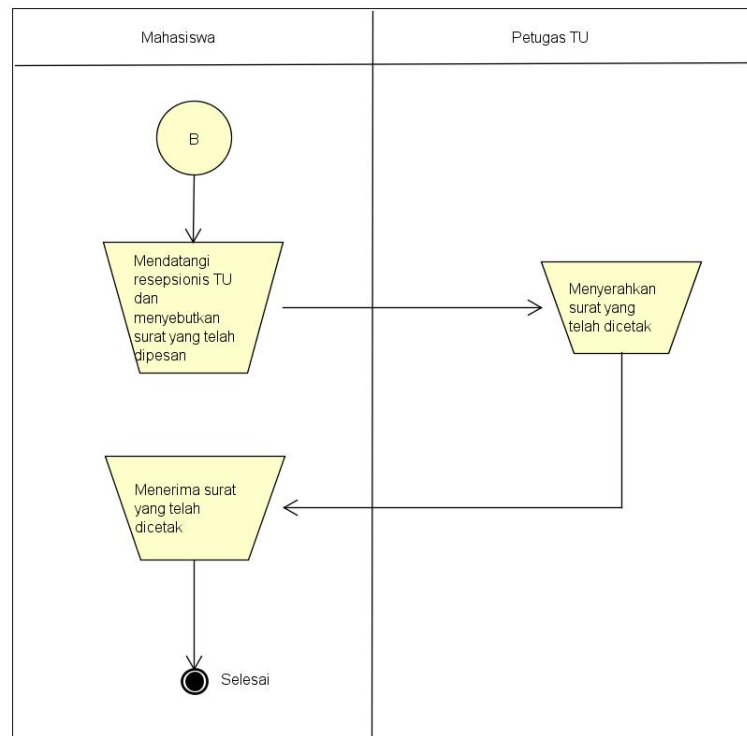 Mahasiswa
Petugas TU
B
Mendatangi
resepsionis TU
dan
menyebutkan
surat yang telah
dipesan
Menyerahkan
surat yang
telah dicetak
Menerima surat
yang telah
dicetak
Selesai